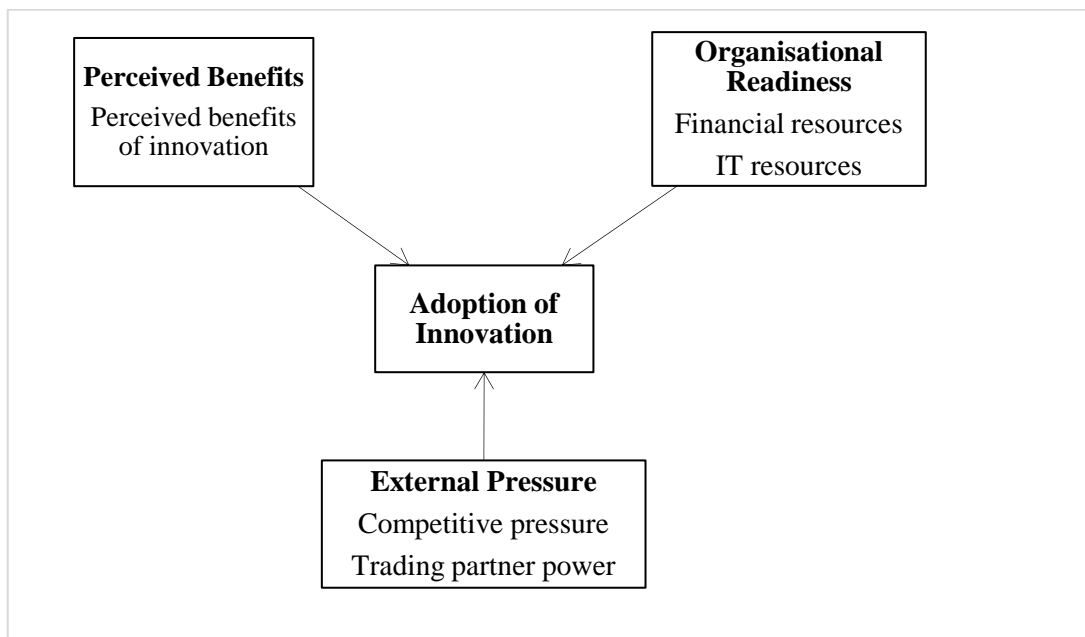 Perceived Benefits
Perceived benefits
of innovation
Organisational
Readiness
Financial resources
IT resources
Adoption of
Innovation
External Pressure
Competitive pressure
Trading partner power